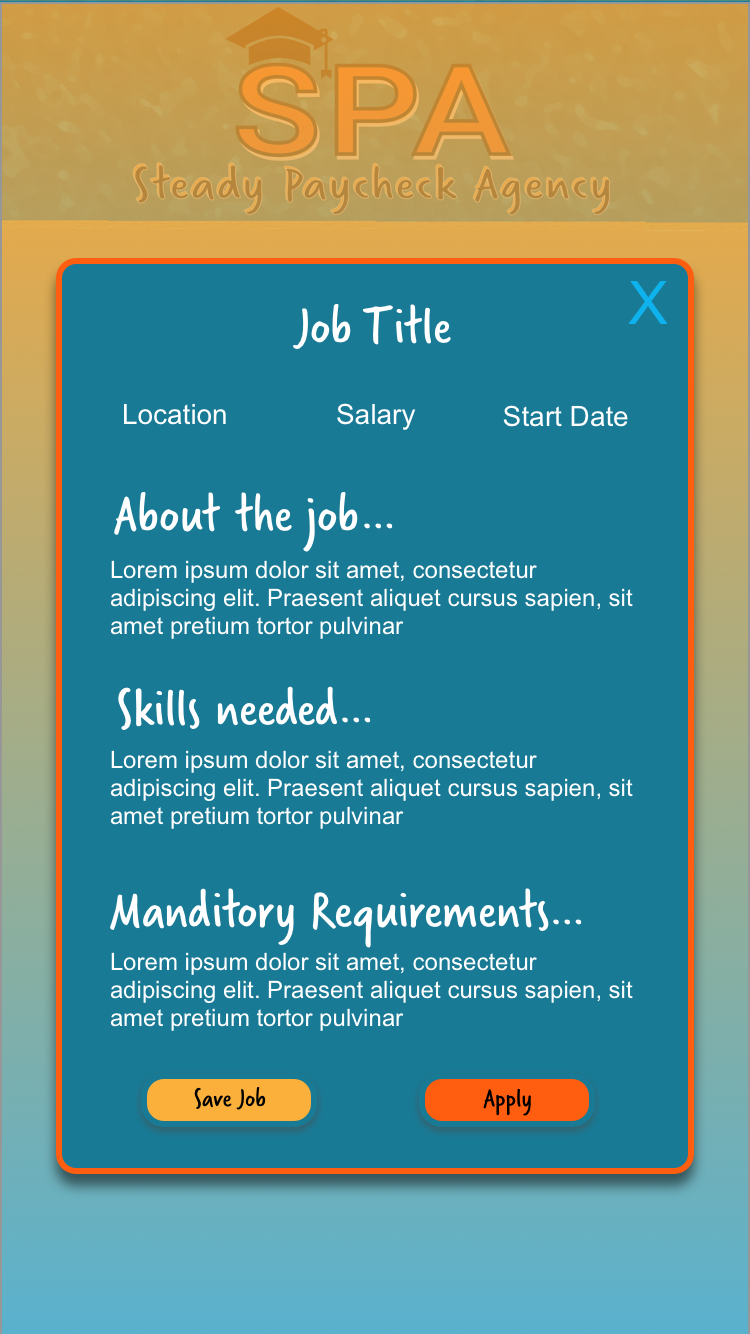 SPA
Steady Paycheck Agency
X
Job Title
Location Salary Start Date
About the job...
Lorem ipsum dolor sit amet, consectetur
adipiscing elit. Praesent aliquet cursus sapien, sit
amet pretium tortor pulvinar
Skills needed...
Lorem ipsum dolor sit amet, consectetur
adipiscing elit. Praesent aliquet cursus sapien, sit
amet pretium tortor pulvinar
Manditory Requirements...
Lorem ipsum dolor sit amet, consectetur
adipiscing elit. Praesent aliquet cursus sapien, sit
amet pretium tortor pulvinar
Save Job Apply